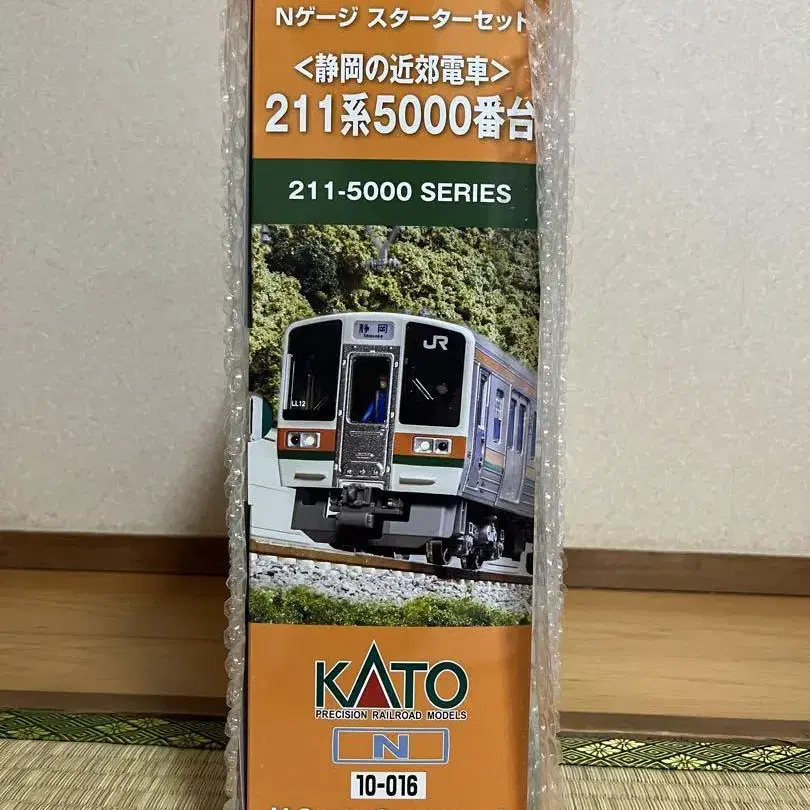 Nゲージ スターターセット
<静岡の近郊電車>
211系5000番台
211-5000 SERIES
静岡
JR
LL12
KATO
PRECISION RAILROAD MODELS
N
10-016